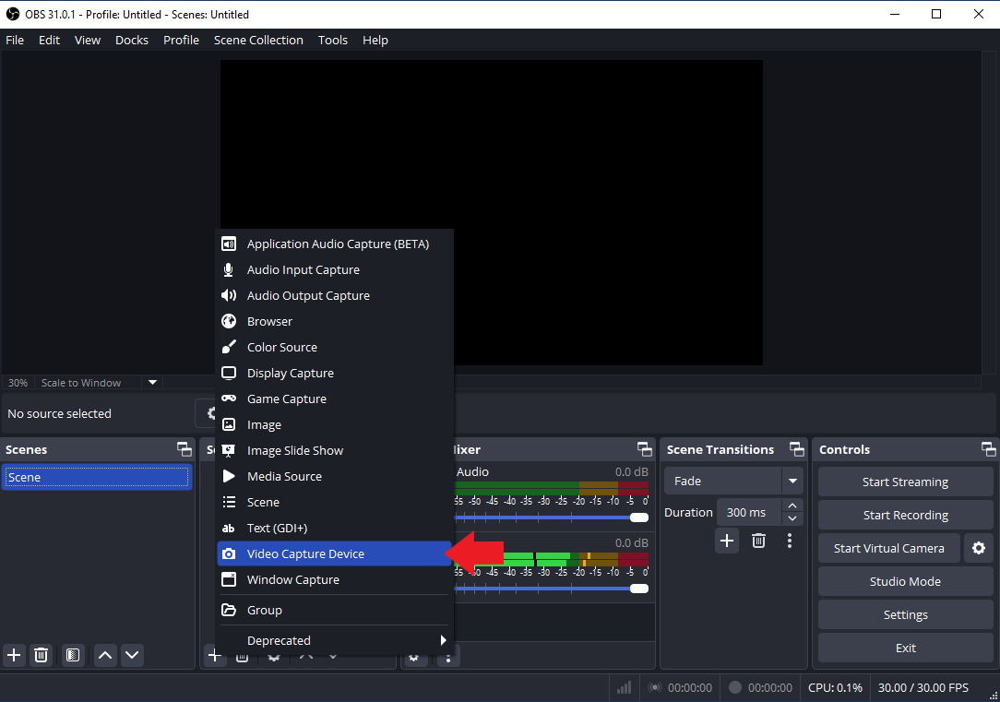 OBS 31.0.1 - Profile: Untitled - Scenes: Untitled
File Edit View Docks Profile Scene Collection Tools Help
30% Scale to Window
No source selected
Application Audio Capture (BETA)
Audio Input Capture
Audio Output Capture
Browser
Color Source
Display Capture
Game Capture
Image
Image Slide Show
Media Source
Scene
ab Text (GDI+)
Video Capture Device
Window Capture
Group
Deprecated
Scenes
Scene
Audio 0.0 dB
-50 -45 -40 -35 -30 -25 -20 -15 -10 -5 0
0.0 dB
-45 -40 -35 -30 -25 -20 -15 -10 -5 0
Scene Transitions
Fade
Duration 300 ms
Controls
Start Streaming
Start Recording
Start Virtual Camera
Studio Mode
Settings
Exit
00:00:00 00:00:00 CPU: 0.1% 30.00 / 30.00 FPS